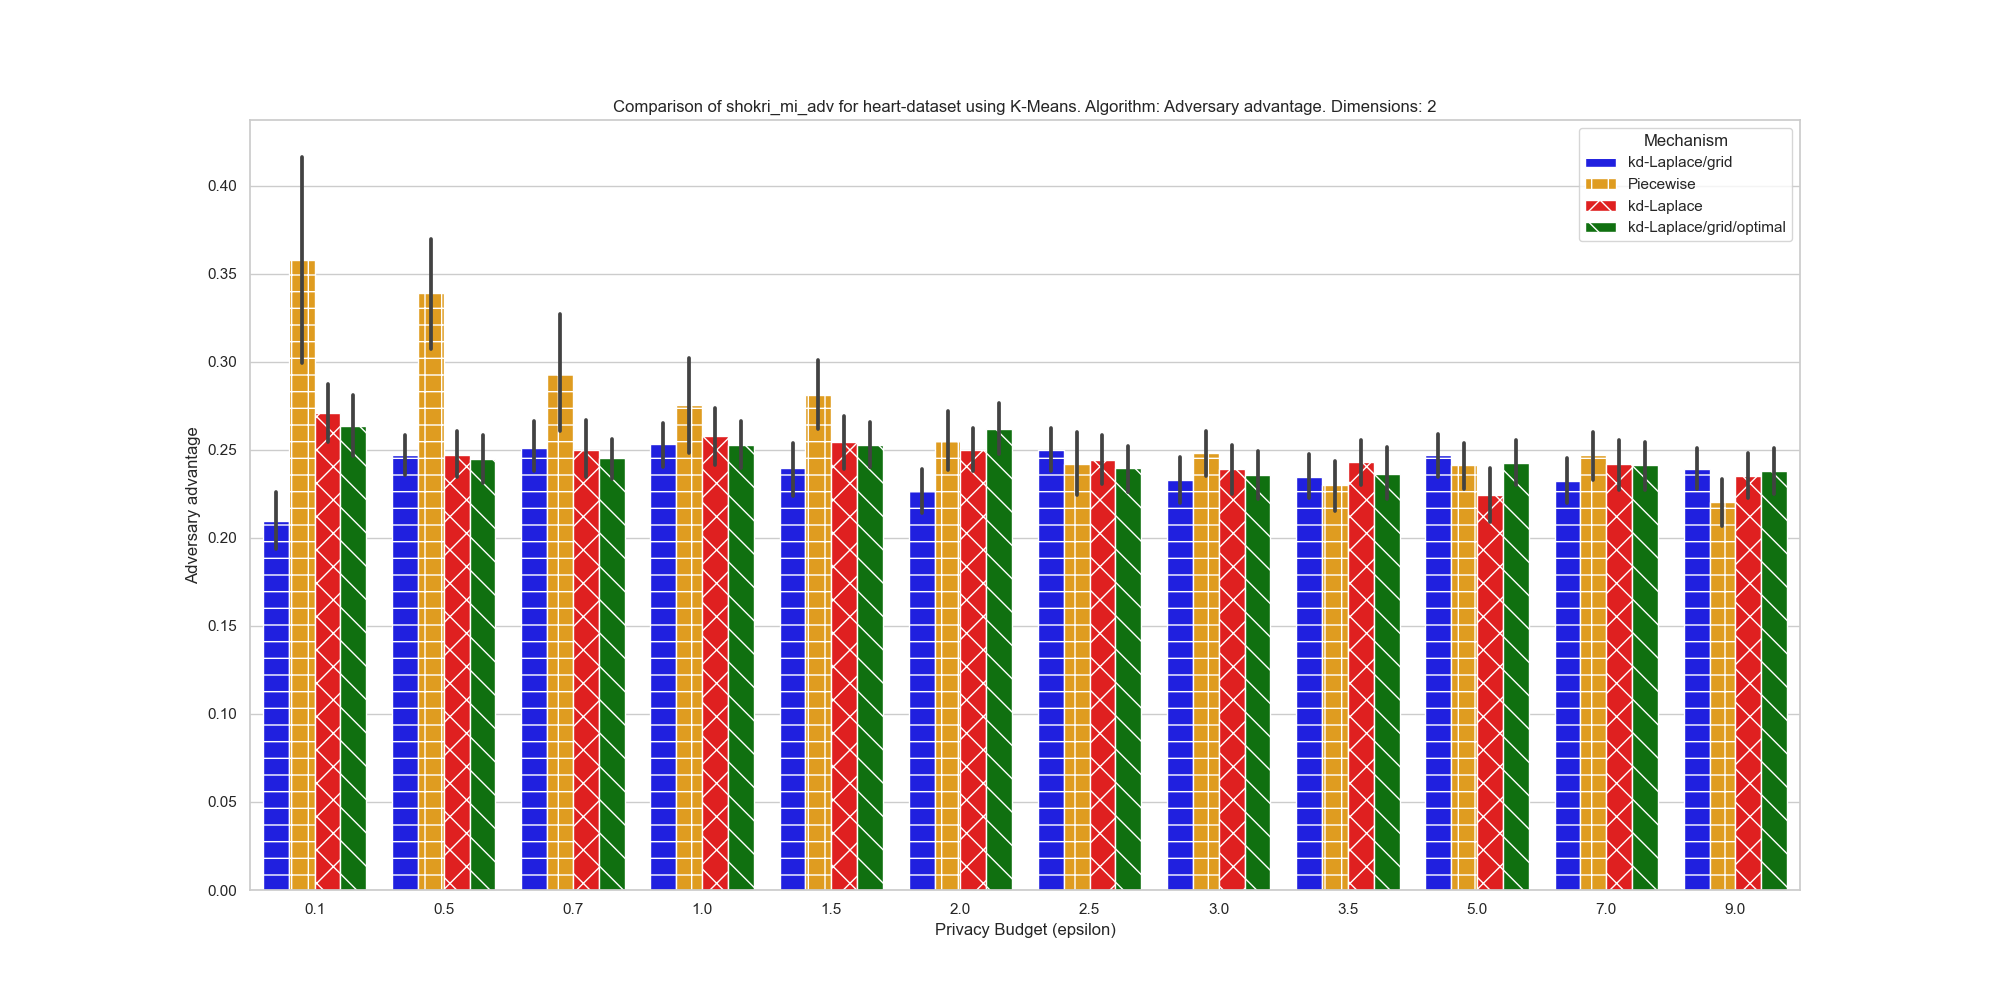 Comparison of shokri_mi_adv for heart-dataset using K-Means. Algorithm: Adversary advantage. Dimensions: 2
Mechanism
kd-Laplace/grid
Piecewise
kd-Laplace
kd-Laplace/grid/optimal
Adversary advantage
0.40
0.35
0.30
0.25
0.20
0.15
0.10
0.05
0.00
0.1 0.5 0.7 1.0 1.5 2.0 2.5 3.0 3.5 5.0 7.0 9.0
Privacy Budget (epsilon)